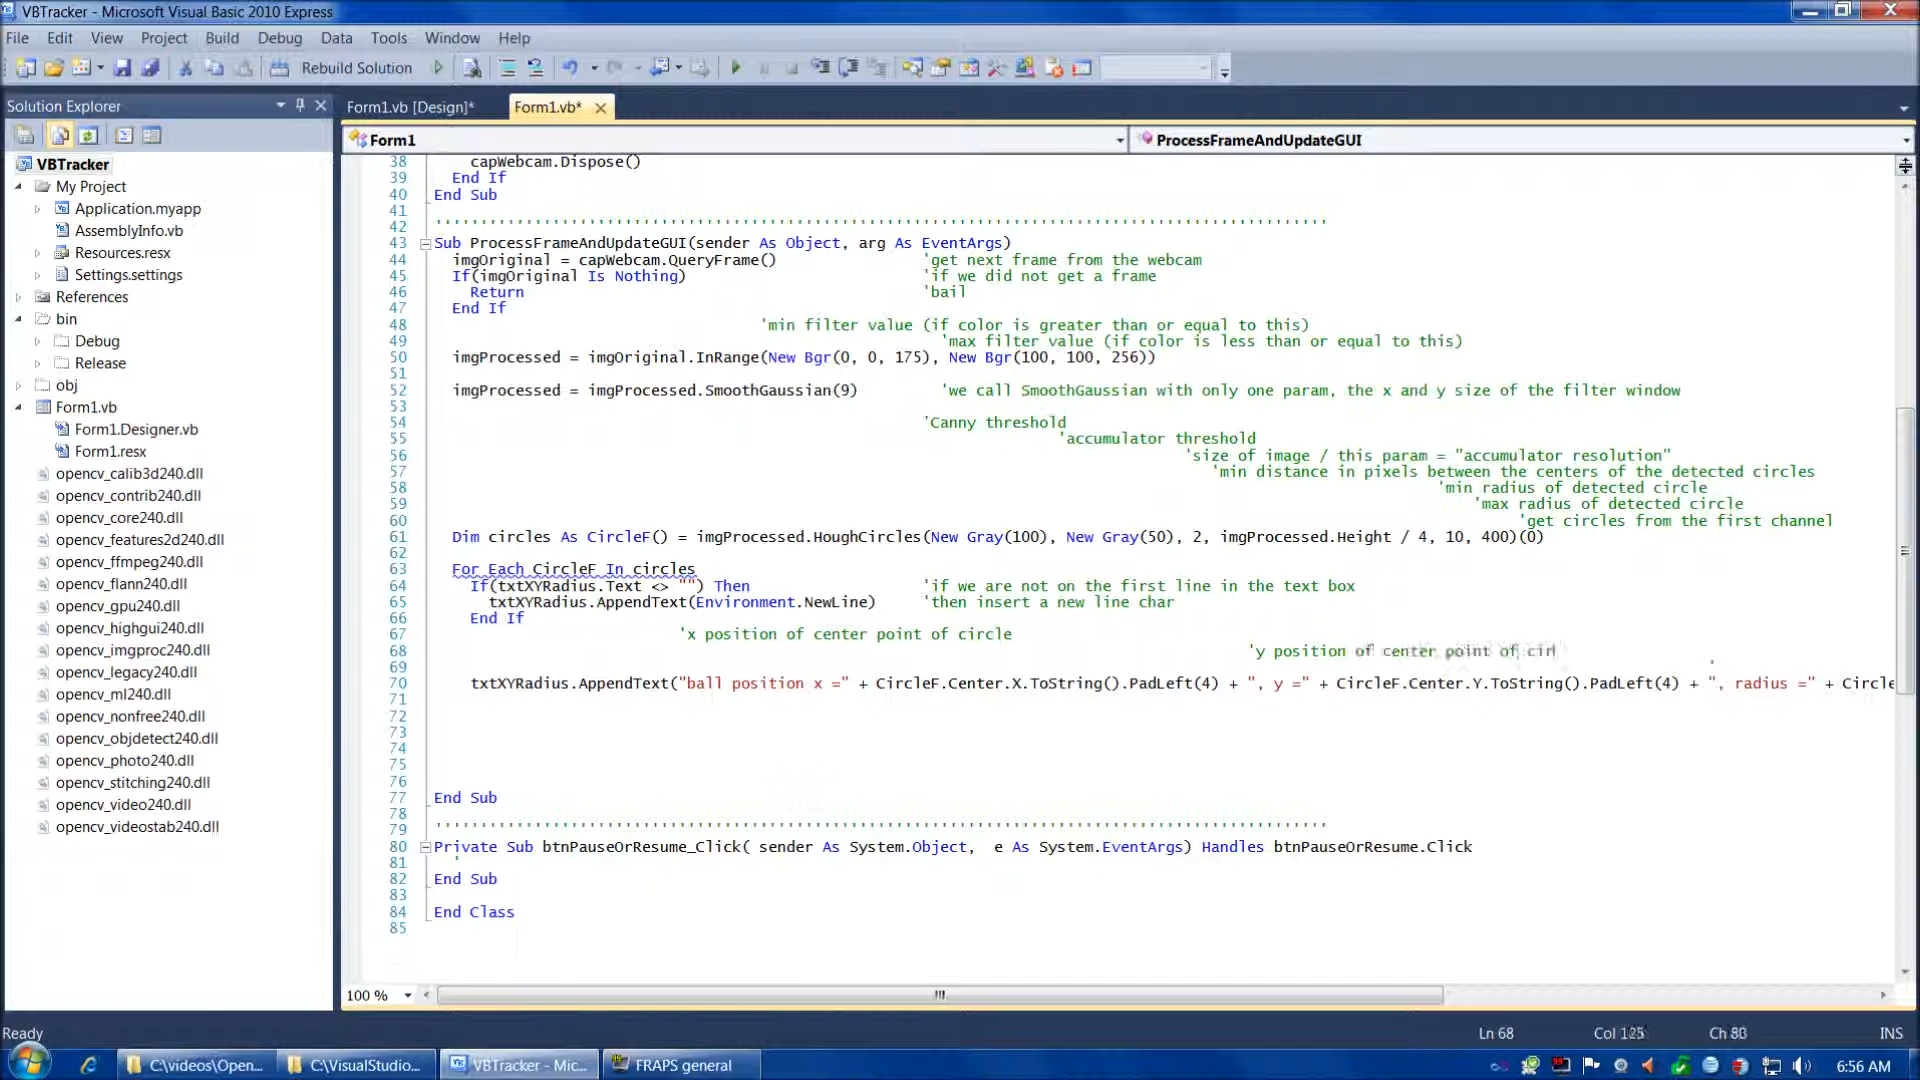 VBTracker - Microsoft Visual Basic 2010 Express
File Edit View Project Build Debug Data Tools Window Help
Rebuild Solution
Solution Explorer
Form1.vb [Design]*
Form1.vb*
Form1
ProcessFrameAndUpdateGUI
VBTracker
My Project
Application.myapp
AssemblyInfo.vb
Resources.resx
Settings.settings
References
bin
Debug
Release
obj
Form1.vb
Form1.Designer.vb
Form1.resx
opencv_calib3d240.dll
opencv_contrib240.dll
opencv_core240.dll
opencv_features2d240.dll
opencv_ffmpeg240.dll
opencv_flann240.dll
opencv_gpu240.dll
opencv_highgui240.dll
opencv_imgproc240.dll
opencv_legacy240.dll
opencv_ml240.dll
opencv_nonfree240.dll
opencv_objdetect240.dll
opencv_photo240.dll
opencv_stitching240.dll
opencv_video240.dll
opencv_videostab240.dll
38 capWebcam.Dispose()
39 End If
40 End Sub
41
42 '''''''''''''''''''''''''''''''''''''''''''''''''''''''''''''''''''''''''''''''''''''''''''''''''''
43 Sub ProcessFrameAndUpdateGUI(sender As Object, arg As EventArgs)
44 imgOriginal = capWebcam.QueryFrame() 'get next frame from the webcam
45 If(imgOriginal Is Nothing) 'if we did not get a frame
46 Return 'bail
47 End If
48 'min filter value (if color is greater than or equal to this)
49 'max filter value (if color is less than or equal to this)
50 imgProcessed = imgOriginal.InRange(New Bgr(0, 0, 175), New Bgr(100, 100, 256))
51
52 imgProcessed = imgProcessed.SmoothGaussian(9) 'we call SmoothGaussian with only one param, the x and y size of the filter window
53
54 'Canny threshold
55 'accumulator threshold
56 'size of image / this param = "accumulator resolution"
57 'min distance in pixels between the centers of the detected circles
58 'min radius of detected circle
59 'max radius of detected circle
60 'get circles from the first channel
61 Dim circles As CircleF() = imgProcessed.HoughCircles(New Gray(100), New Gray(50), 2, imgProcessed.Height / 4, 10, 400)(0)
62
63 For Each CircleF In circles
64 If(txtXYRadius.Text <> "") Then 'if we are not on the first line in the text box
65 txtXYRadius.AppendText(Environment.NewLine) 'then insert a new line char
66 End If
67 'x position of center point of circle
68 'y position of center point of cirl
69
70 txtXYRadius.AppendText("ball position x =" + CircleF.Center.X.ToString().PadLeft(4) + ", y =" + CircleF.Center.Y.ToString().PadLeft(4) + ", radius =" + Circle
71
72
73
74
75
76
77 End Sub
78
79 '''''''''''''''''''''''''''''''''''''''''''''''''''''''''''''''''''''''''''''''''''''''''''''''''''
80 Private Sub btnPauseOrResume_Click( sender As System.Object, e As System.EventArgs) Handles btnPauseOrResume.Click
81 '
82 End Sub
83
84 End Class
85
100 %
Ready
Ln 68
Col
Ch
INS
C:\videos\Open...
C:\VisualStudio...
VBTracker - Mic...
FRAPS general
6:56 AM